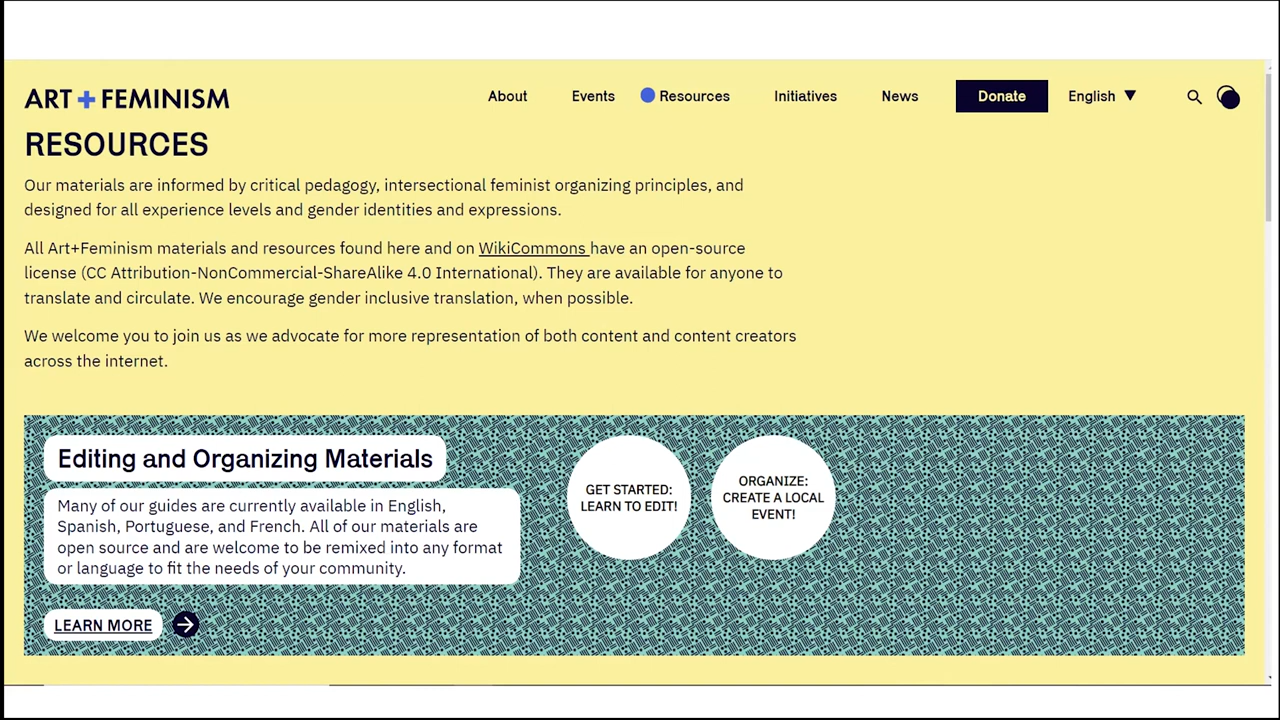 ART+FEMINISM
About Events Resources Initiatives News Donate English
RESOURCES
Our materials are informed by critical pedagogy, intersectional feminist organizing principles, and
designed for all experience levels and gender identities and expressions.
All Art+Feminism materials and resources found here and on WikiCommons have an open-source
license (CC Attribution-NonCommercial-ShareAlike 4.0 International). They are available for anyone to
translate and circulate. We encourage gender inclusive translation, when possible.
We welcome you to join us as we advocate for more representation of both content and content creators
across the internet.
Editing and Organizing Materials
Many of our guides are currently available in English,
Spanish, Portuguese, and French. All of our materials are
open source and are welcome to be remixed into any format
or language to fit the needs of your community.
LEARN MORE
GET STARTED:
LEARN TO EDIT!
ORGANIZE:
CREATE A LOCAL
EVENT!